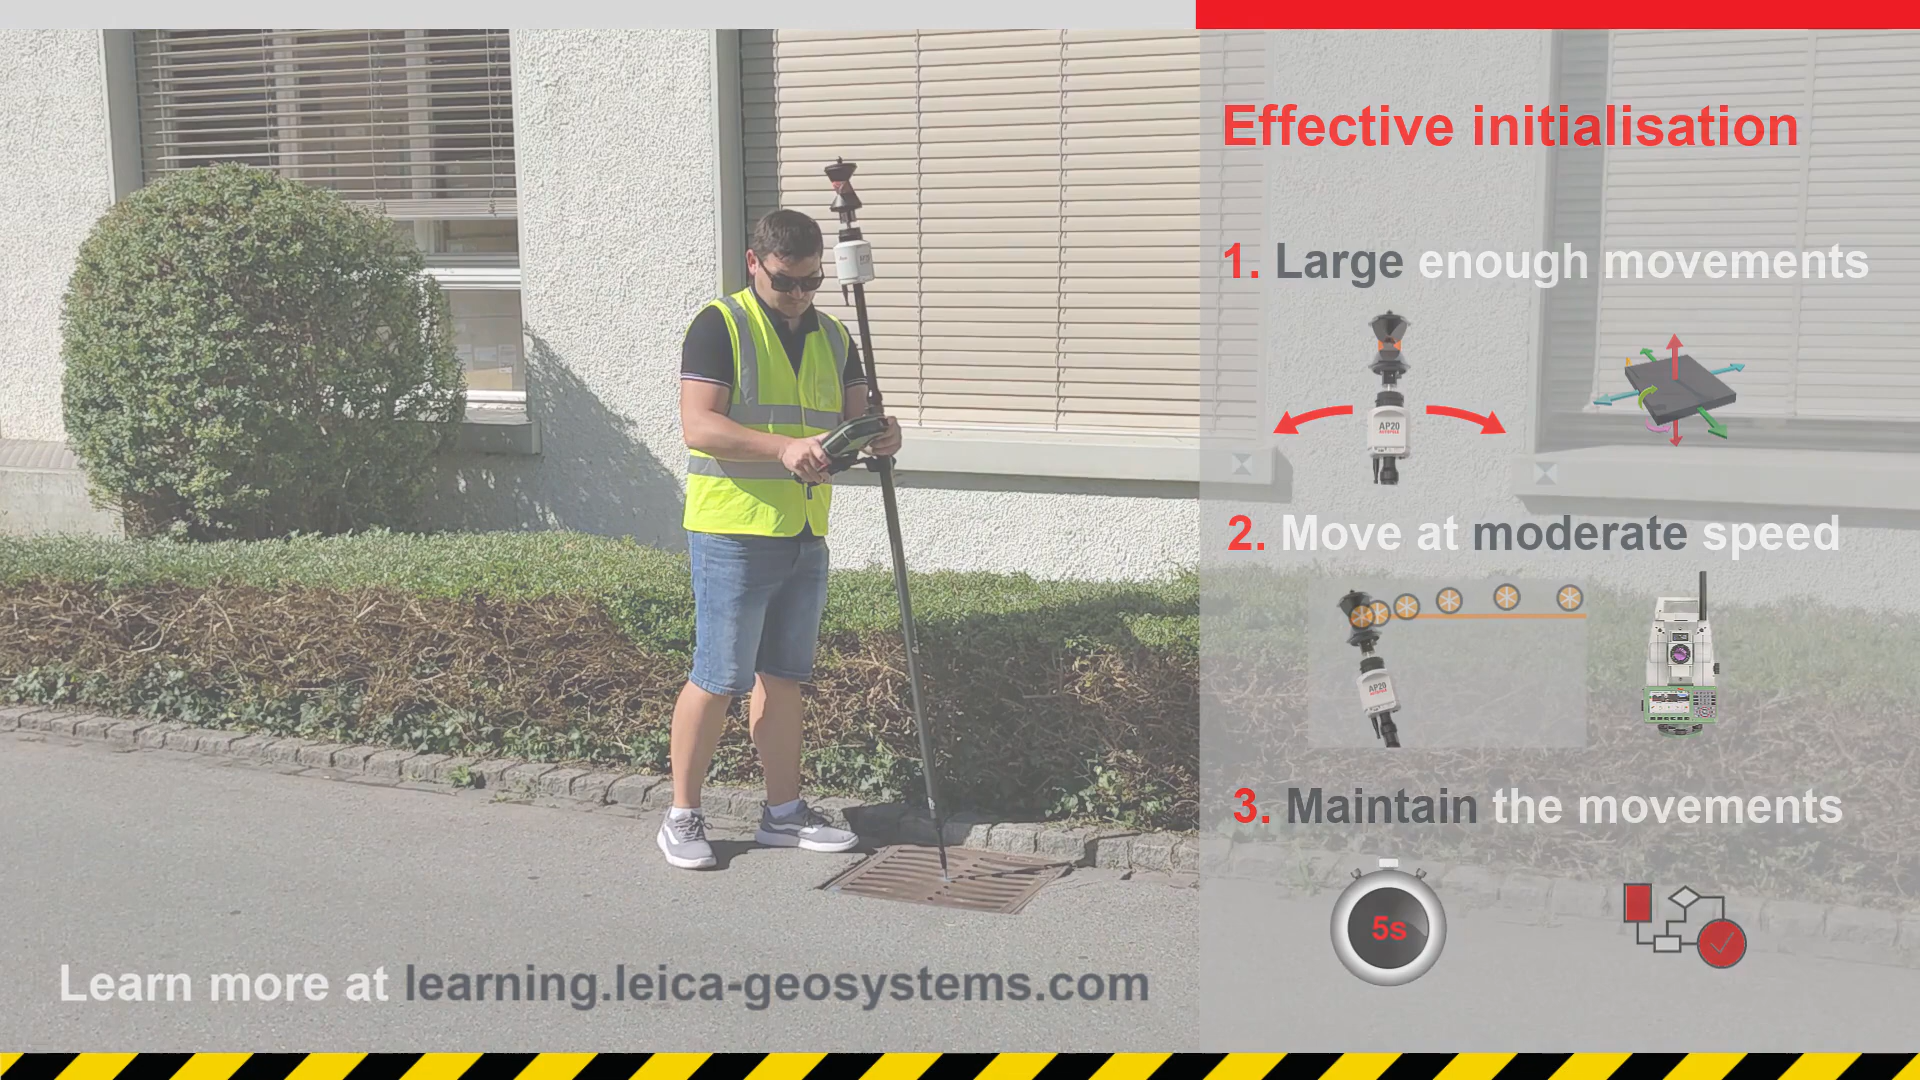 Effective initialisation
1. Large enough movements
AP20
2. Move at moderate speed
AP20
3. Maintain the movements
5s
Learn more at learning.leica-geosystems.com